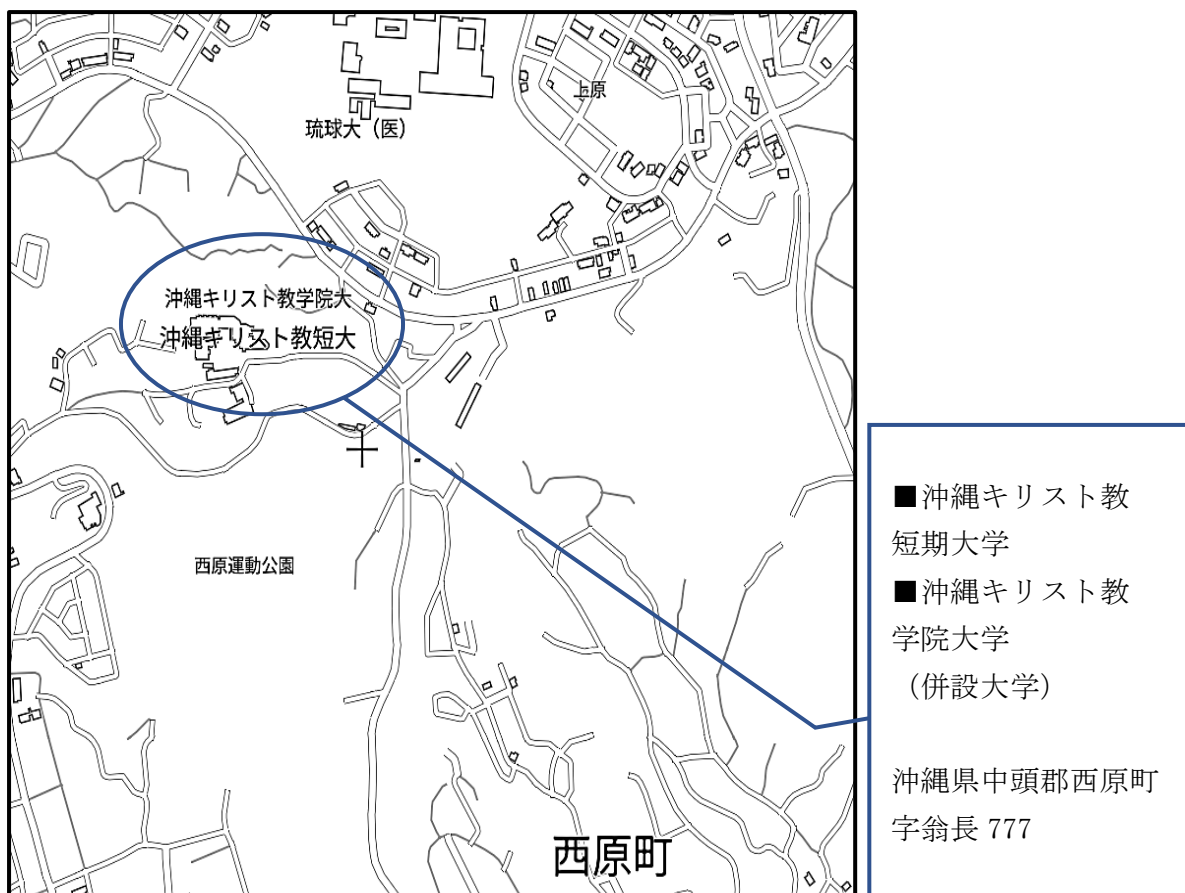 上原
琉球大（医）
沖縄キリスト教学院大
沖縄キリスト教短大
西原運動公園
西原町
■沖縄キリスト教
短期大学
■沖縄キリスト教
学院大学
（併設大学）
沖縄県中頭郡西原町
字翁長 777